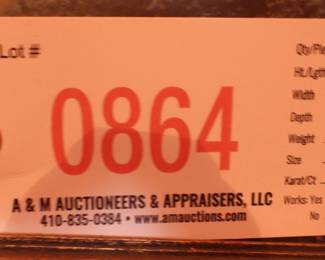 Lot #
0864
A & M AUCTIONEERS & APPRAISERS, LLC
410-835-0384 • www.amauctions.com
Qty/Pie
Ht./Lgth
Width
Depth
Weight
Size
Karat/Ct
Works: Yes
No